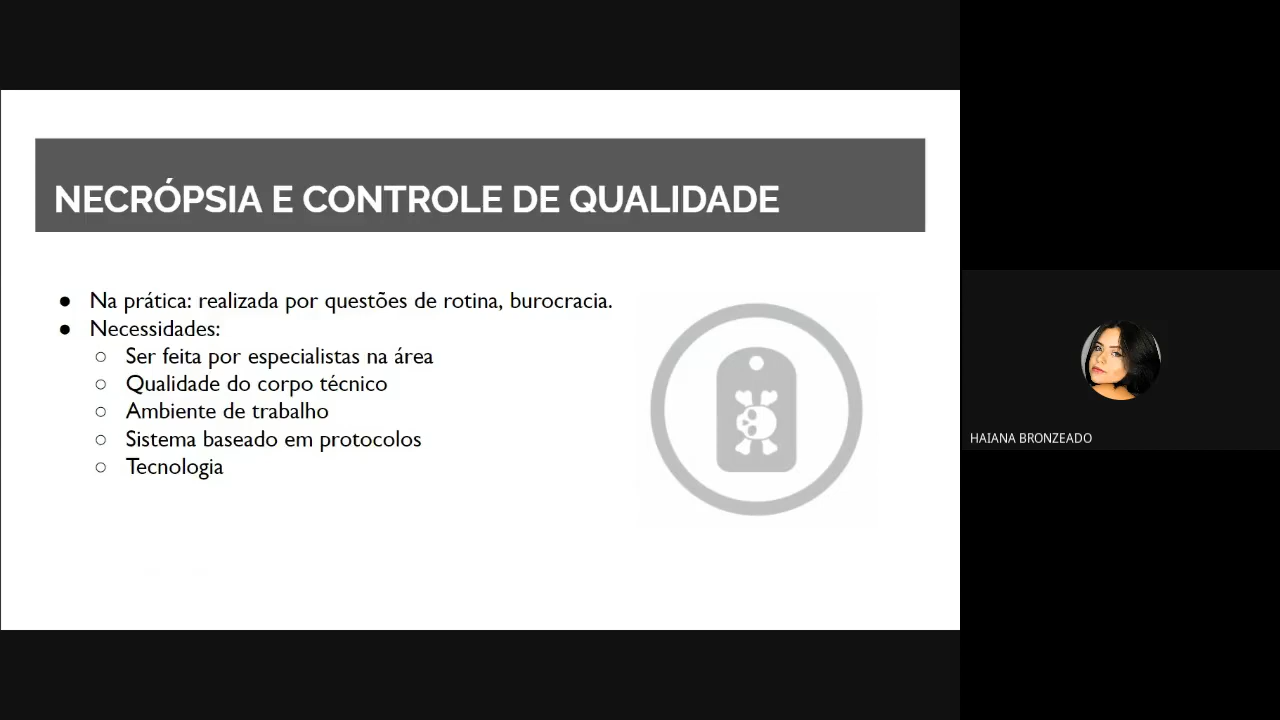 NECRÓPSIA E CONTROLE DE QUALIDADE
● Na prática: realizada por questões de rotina, burocracia.
● Necessidades:
○ Ser feita por especialistas na área
○ Qualidade do corpo técnico
○ Ambiente de trabalho
○ Sistema baseado em protocolos
○ Tecnologia
HAIANA BRONZEADO